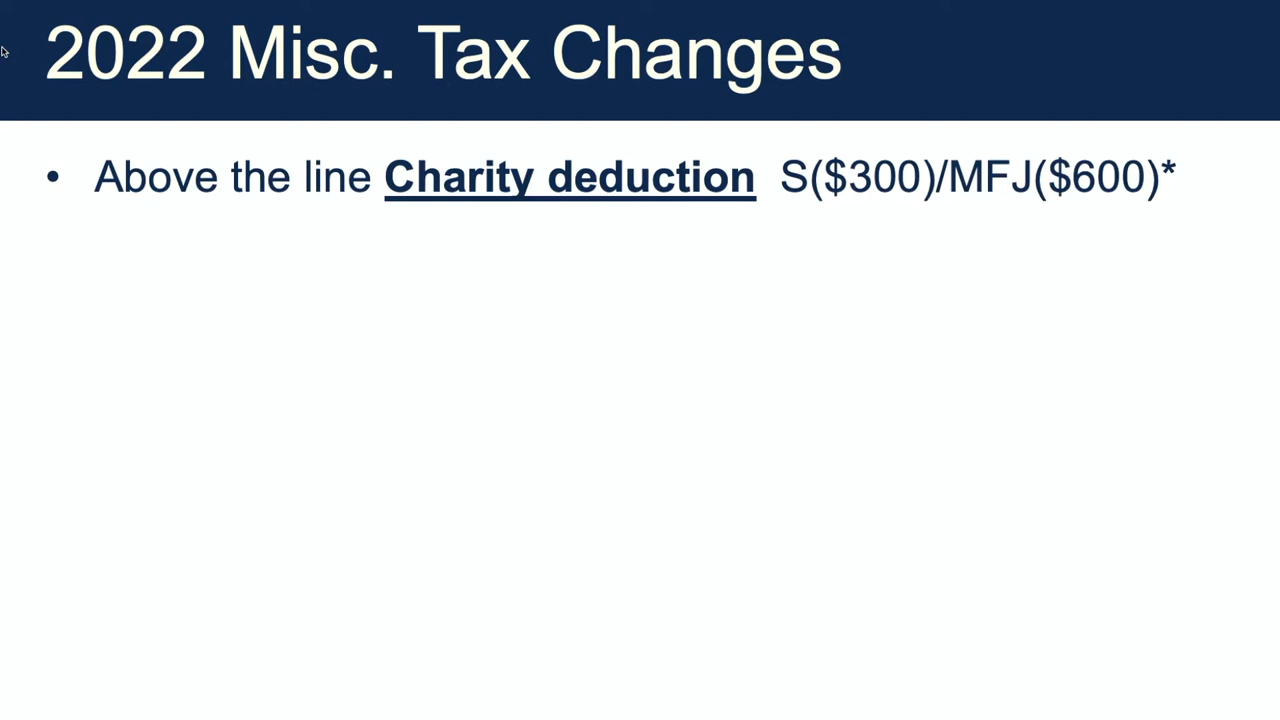 2022 Misc. Tax Changes
• Above the line Charity deduction S($300)/MFJ($600)*